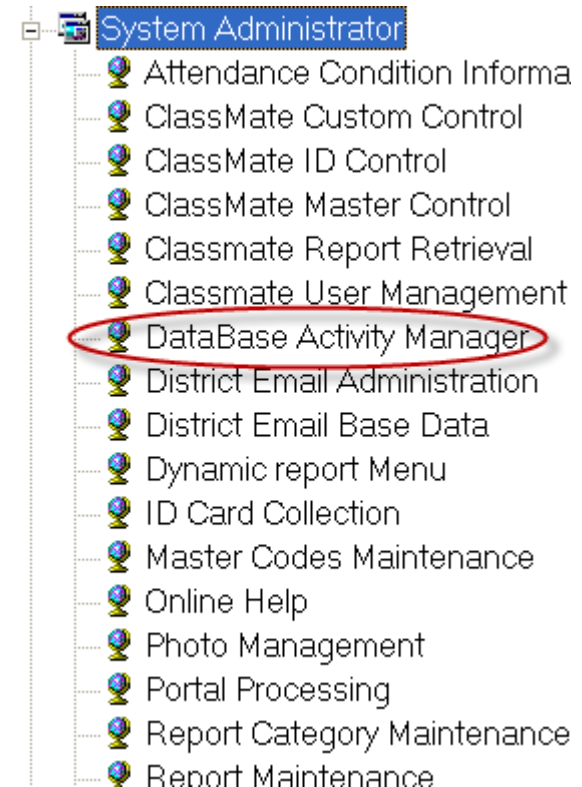 System Administrator
Attendance Condition Informa
ClassMate Custom Control
ClassMate ID Control
ClassMate Master Control
Classmate Report Retrieval
Classmate User Management
DataBase Activity Manager
District Email Administration
District Email Base Data
Dynamic report Menu
ID Card Collection
Master Codes Maintenance
Online Help
Photo Management
Portal Processing
Report Category Maintenance
Report Maintenance